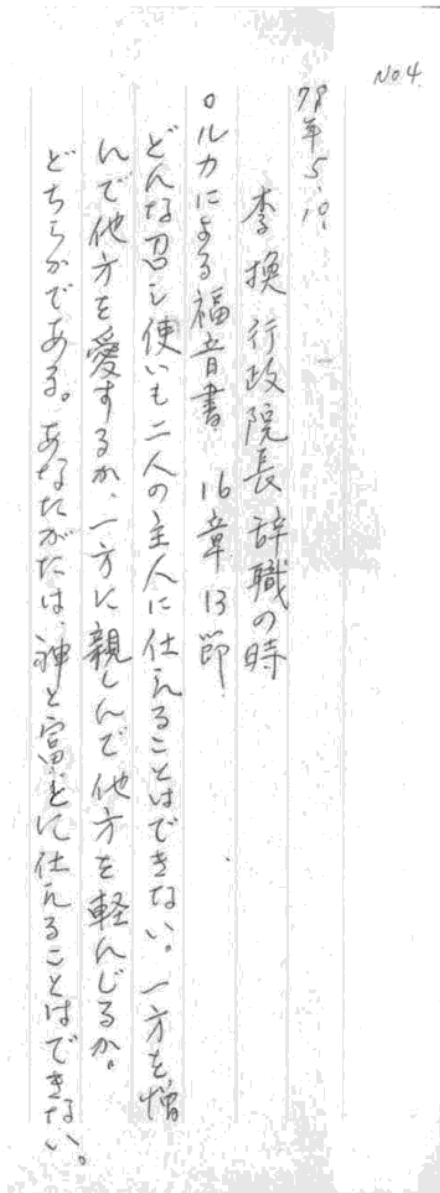 No.4
78年5.10.
李換行政院長辞職の時
○ルカによる福音書 16章13節
どんな召し使いも二人の主人に仕えることはできない。一方を憎
んで他方を愛するか、一方に親しんで他方を軽んじるか。
どちらかである。あなたがたは、神と富とに仕えることはできない。